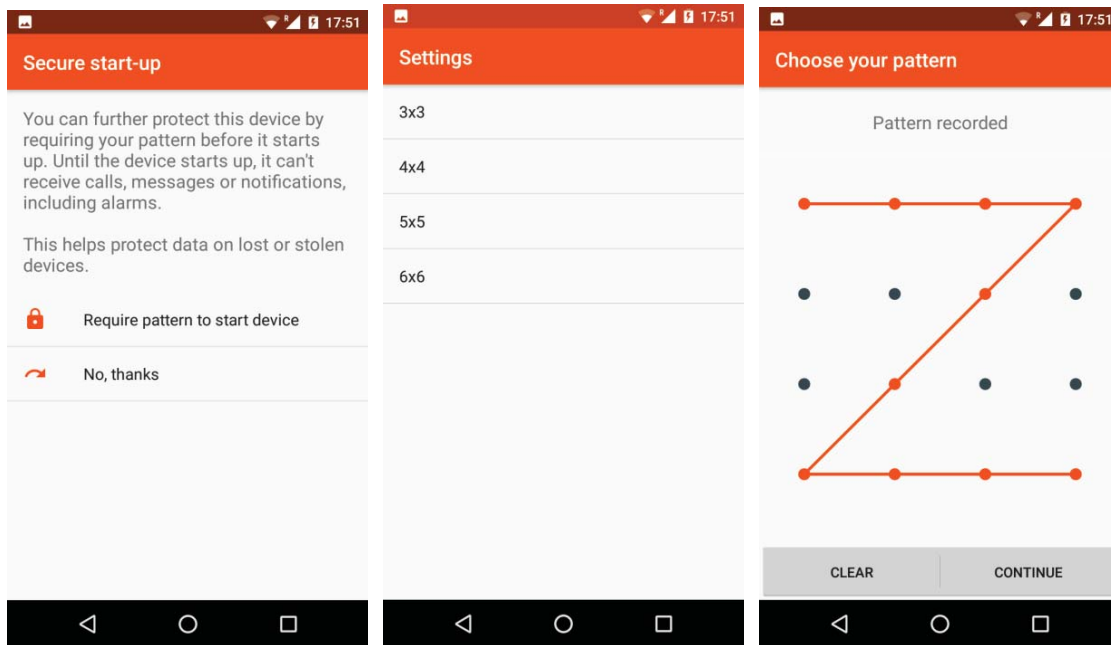 17:51
Secure start-up
You can further protect this device by
requiring your pattern before it starts
up. Until the device starts up, it can't
receive calls, messages or notifications,
including alarms.
This helps protect data on lost or stolen
devices.
Require pattern to start device
No, thanks
17:51
Settings
3x3
4x4
5x5
6x6
17:51
Choose your pattern
Pattern recorded
CLEAR
CONTINUE